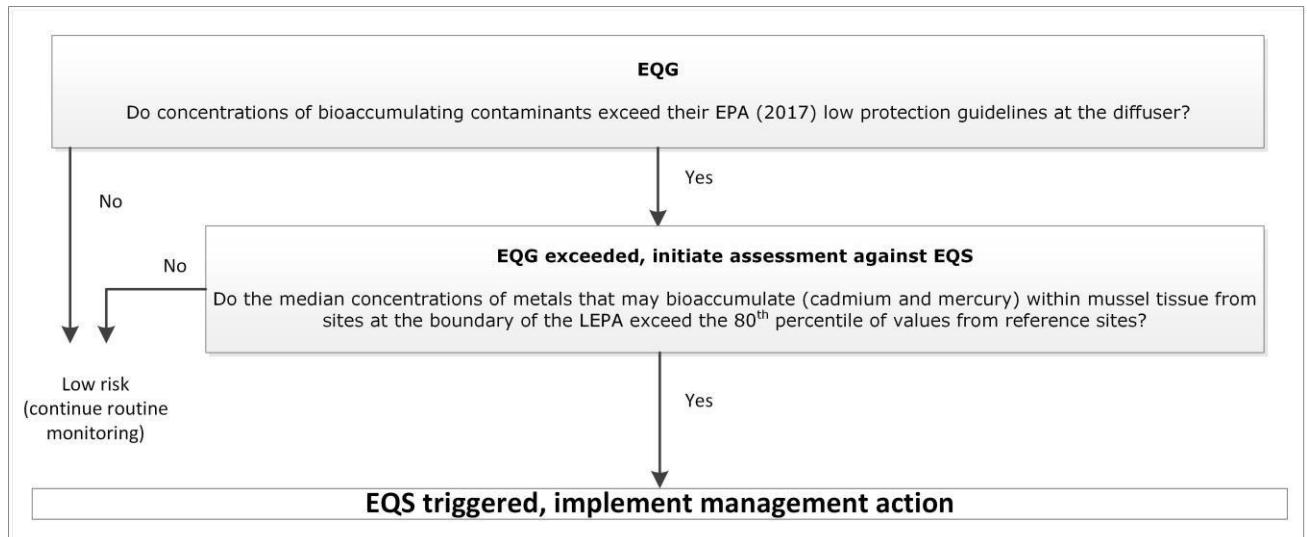 EQG
Do concentrations of bioaccumulating contaminants exceed their EPA (2017) low protection guidelines at the diffuser?
No
Yes
EQG exceeded, initiate assessment against EQS
No
Do the median concentrations of metals that may bioaccumulate (cadmium and mercury) within mussel tissue from
sites at the boundary of the LEPA exceed the 80th percentile of values from reference sites?
Low risk
(continue routine
monitoring)
Yes
EQS triggered, implement management action